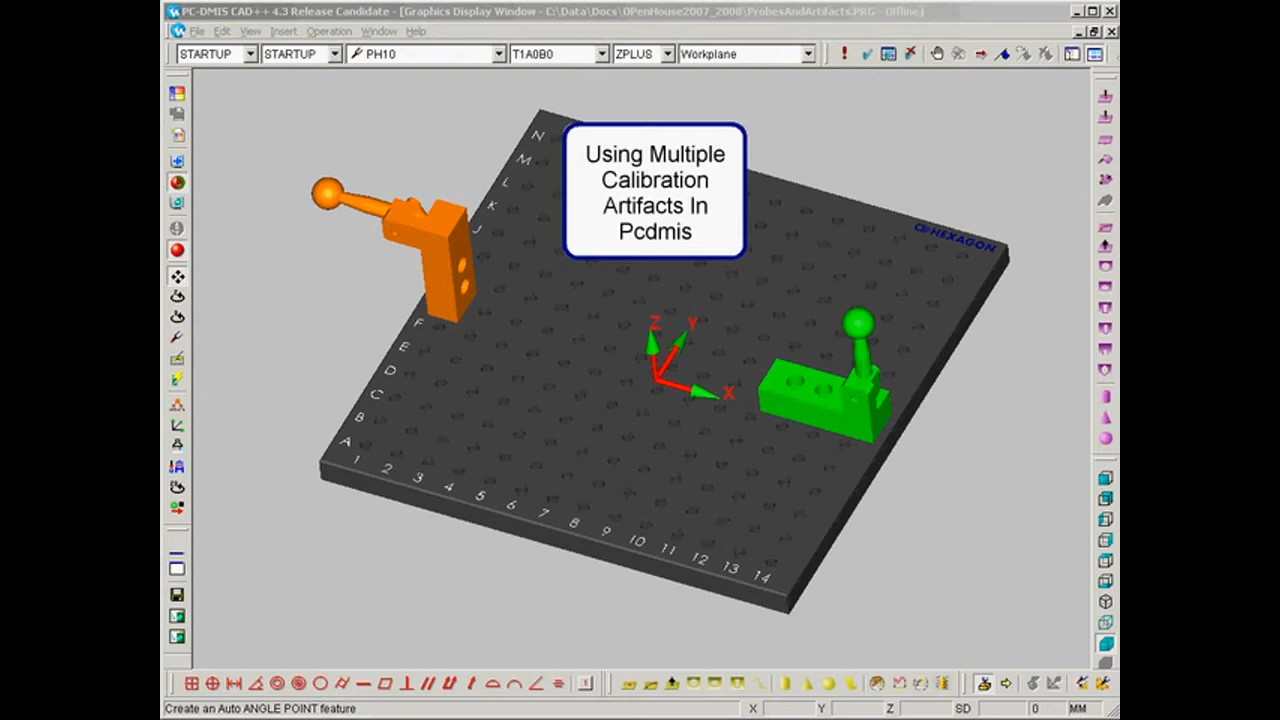 PC-DMIS CAD++ 4.3 Release Candidate - [Graphics Display Window - C:\Data\Docs\OPenHouse2007_2008\ProbesAndArtifacts.PRG - Offline]
File Edit View Insert Operation Window Help
STARTUP STARTUP PH10 T1A0B0 ZPLUS Workplane
Using Multiple
Calibration
Artifacts In
Pcdmis
HEXAGON
N
M
L
K
J
F
E
D
C
B
A
Z Y
X
1 2 3 4 5 6 7 8 9 10 11 12 13 14
Create an Auto ANGLE POINT feature X Y Z SD 0 MM